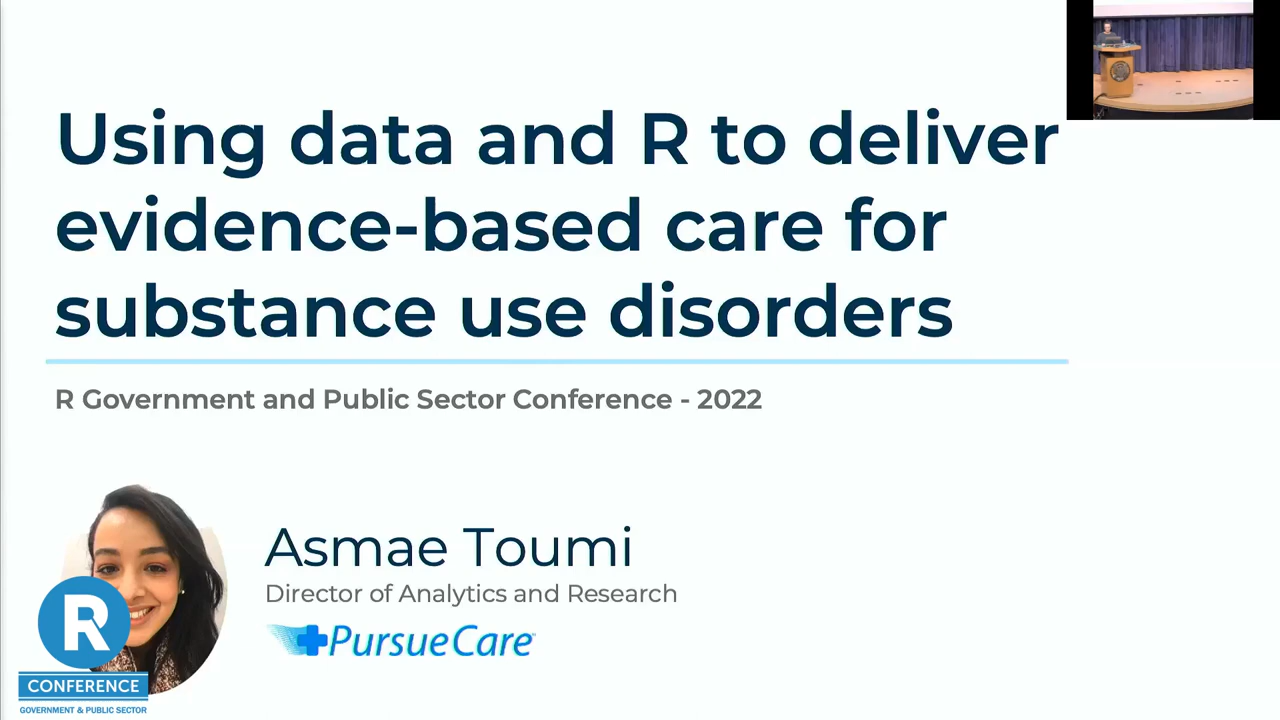 Using data and R to deliver
evidence-based care for
substance use disorders
R Government and Public Sector Conference - 2022
Asmae Toumi
Director of Analytics and Research
PursueCare
R
CONFERENCE
GOVERNMENT & PUBLIC SECTOR